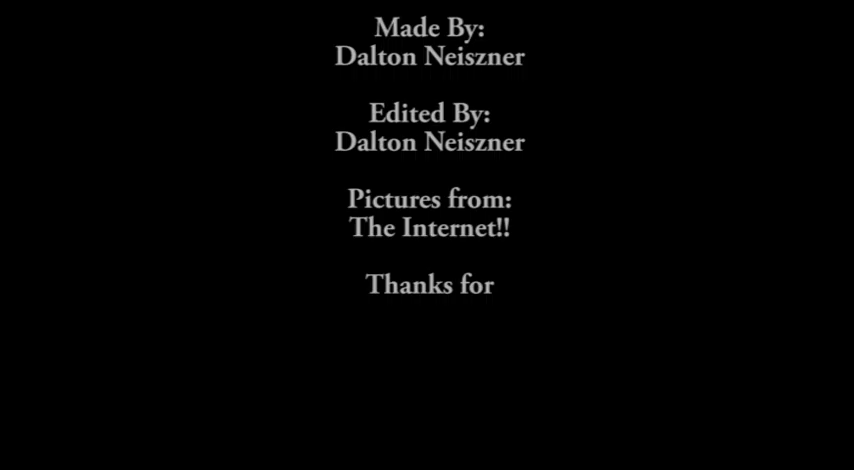 Made By:
Dalton Neiszner
Edited By:
Dalton Neiszner
Pictures from:
The Internet!!
Thanks for